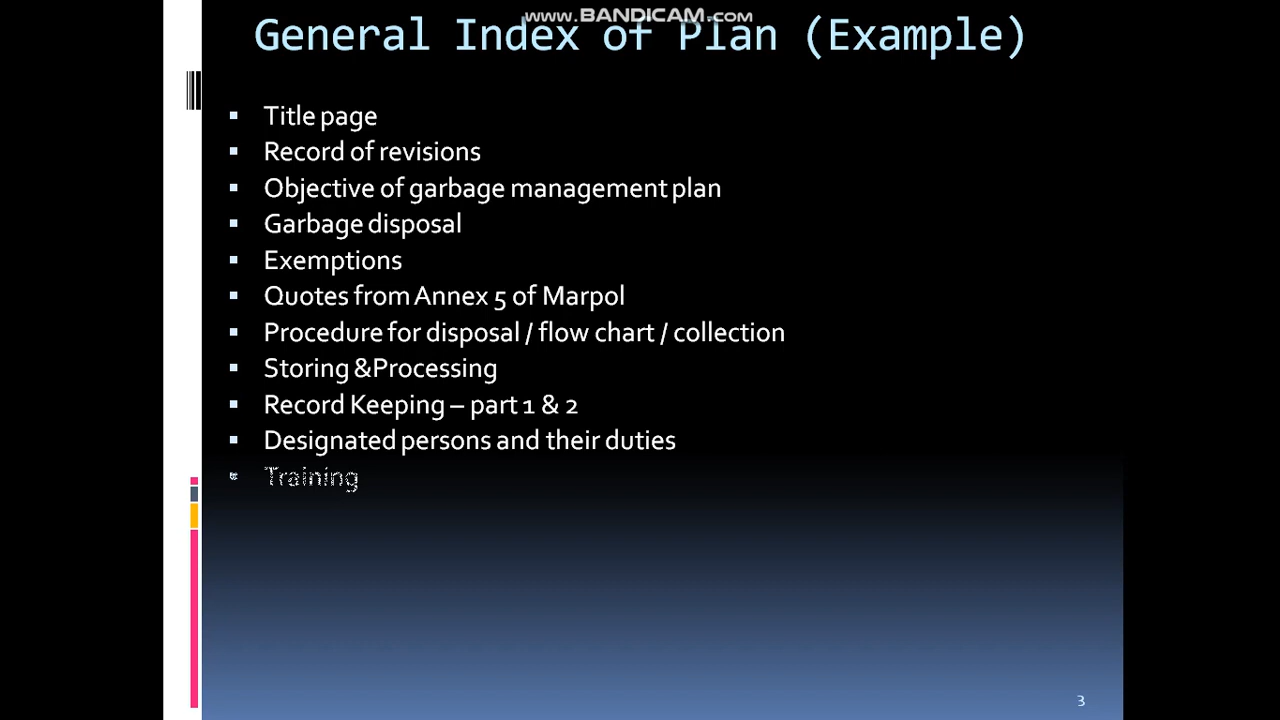 www.BANDICAM.com
General Index of Plan (Example)
▪ Title page
▪ Record of revisions
▪ Objective of garbage management plan
▪ Garbage disposal
▪ Exemptions
▪ Quotes from Annex 5 of Marpol
▪ Procedure for disposal / flow chart / collection
▪ Storing &Processing
▪ Record Keeping – part 1 & 2
▪ Designated persons and their duties
▪ Training
3